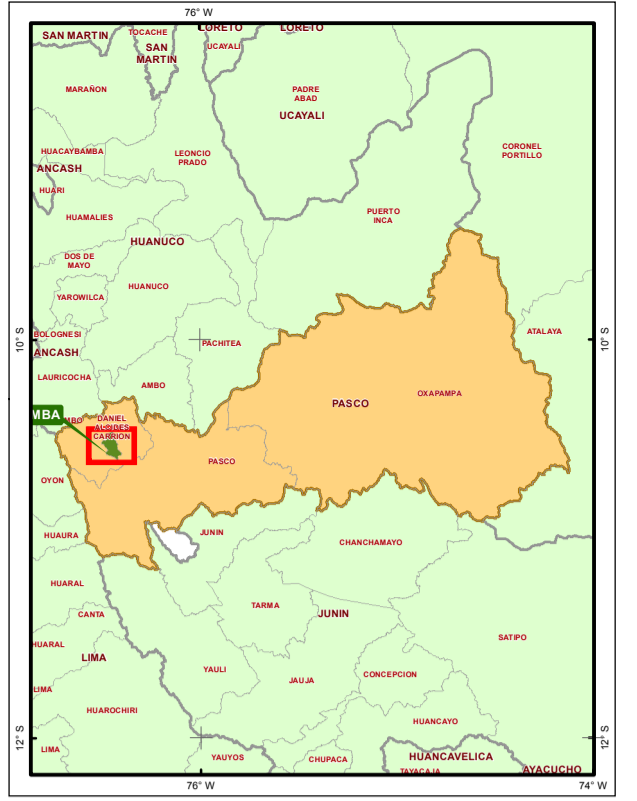 76° W
SAN MARTIN
TOCACHE
LORETO
LORETO
SAN
MARTIN
UCAYALI
MARAÑON
PADRE
ABAD
UCAYALI
HUACAYBAMBA
LEONCIO
PRADO
CORONEL
PORTILLO
ANCASH
HUARI
HUAMALIES
PUERTO
INCA
HUANUCO
DOS DE
MAYO
HUANUCO
YAROWILCA
10° S
BOLOGNESI
PACHITEA
ATALAYA
10° S
ANCASH
LAURICOCHA
AMBO
OXAPAMPA
PASCO
MBA
MBO
DANIEL
ALCIDES
CARRION
PASCO
OYON
HUAURA
JUNIN
CHANCHAMAYO
HUARAL
TARMA
JUNIN
CANTA
SATIPO
HUARAL
LIMA
YAULI
JAUJA
CONCEPCION
LIMA
HUAROCHIRI
HUANCAYO
12° S
LIMA
YAUYOS
CHUPACA
HUANCAVELICA
TAYACAJA
AYACUCHO
12° S
76° W
74° W